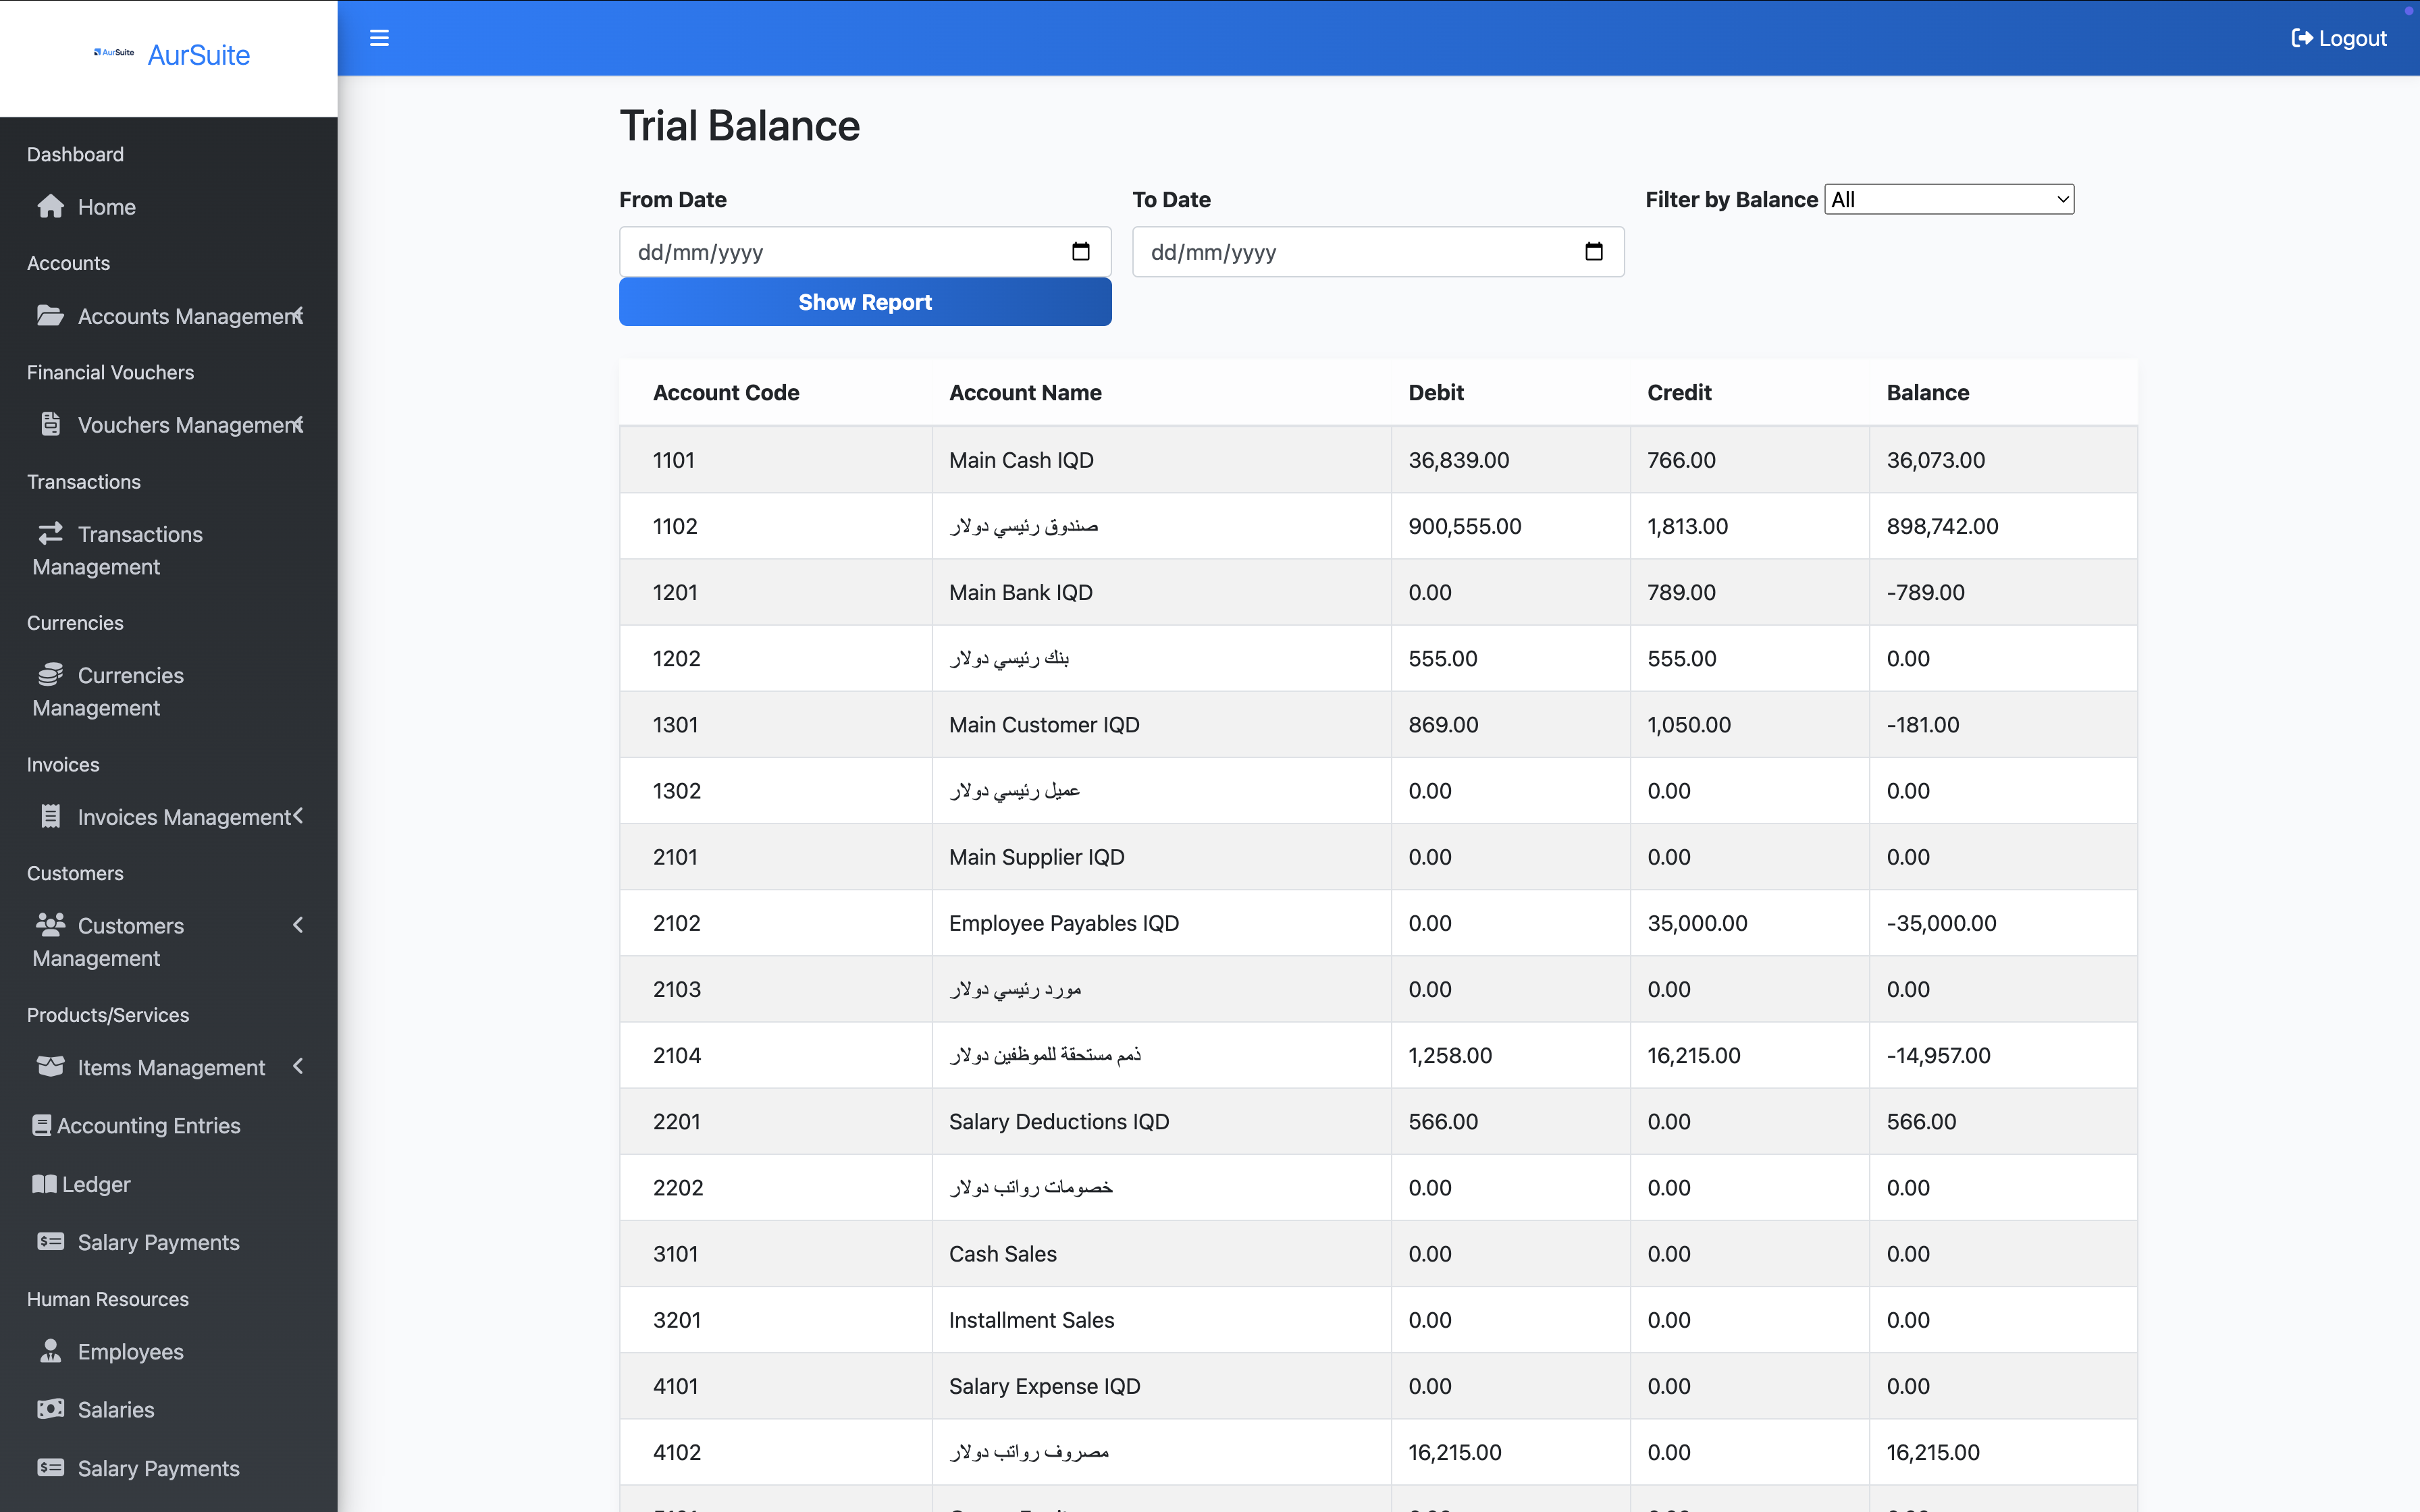 AurSuite AurSuite
Logout
Dashboard
Home
Accounts
Accounts Management
Financial Vouchers
Vouchers Management
Transactions
Transactions
Management
Currencies
Currencies
Management
Invoices
Invoices Management
Customers
Customers
Management
Products/Services
Items Management
Accounting Entries
Ledger
Salary Payments
Human Resources
Employees
Salaries
Salary Payments
Trial Balance
From Date To Date Filter by Balance All
dd/mm/yyyy dd/mm/yyyy
Show Report
Account Code Account Name Debit Credit Balance
1101 Main Cash IQD 36,839.00 766.00 36,073.00
1102 صندوق رئيسي دولار 900,555.00 1,813.00 898,742.00
1201 Main Bank IQD 0.00 789.00 -789.00
1202 بنك رئيسي دولار 555.00 555.00 0.00
1301 Main Customer IQD 869.00 1,050.00 -181.00
1302 عميل رئيسي دولار 0.00 0.00 0.00
2101 Main Supplier IQD 0.00 0.00 0.00
2102 Employee Payables IQD 0.00 35,000.00 -35,000.00
2103 مورد رئيسي دولار 0.00 0.00 0.00
2104 ذمم مستحقة للموظفين دولار 1,258.00 16,215.00 -14,957.00
2201 Salary Deductions IQD 566.00 0.00 566.00
2202 خصومات رواتب دولار 0.00 0.00 0.00
3101 Cash Sales 0.00 0.00 0.00
3201 Installment Sales 0.00 0.00 0.00
4101 Salary Expense IQD 0.00 0.00 0.00
4102 مصروف رواتب دولار 16,215.00 0.00 16,215.00